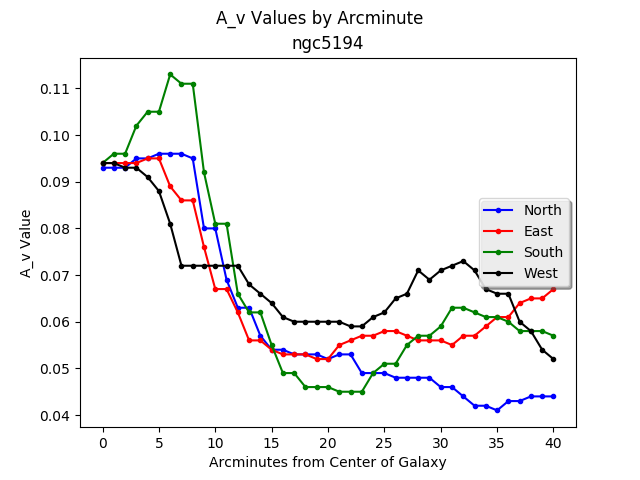 A_v Values by Arcminute
ngc5194
0.11
0.10
0.09
0.08
0.07
0.06
0.05
0.04
A_v Value
North
East
South
West
0 5 10 15 20 25 30 35 40
Arcminutes from Center of Galaxy